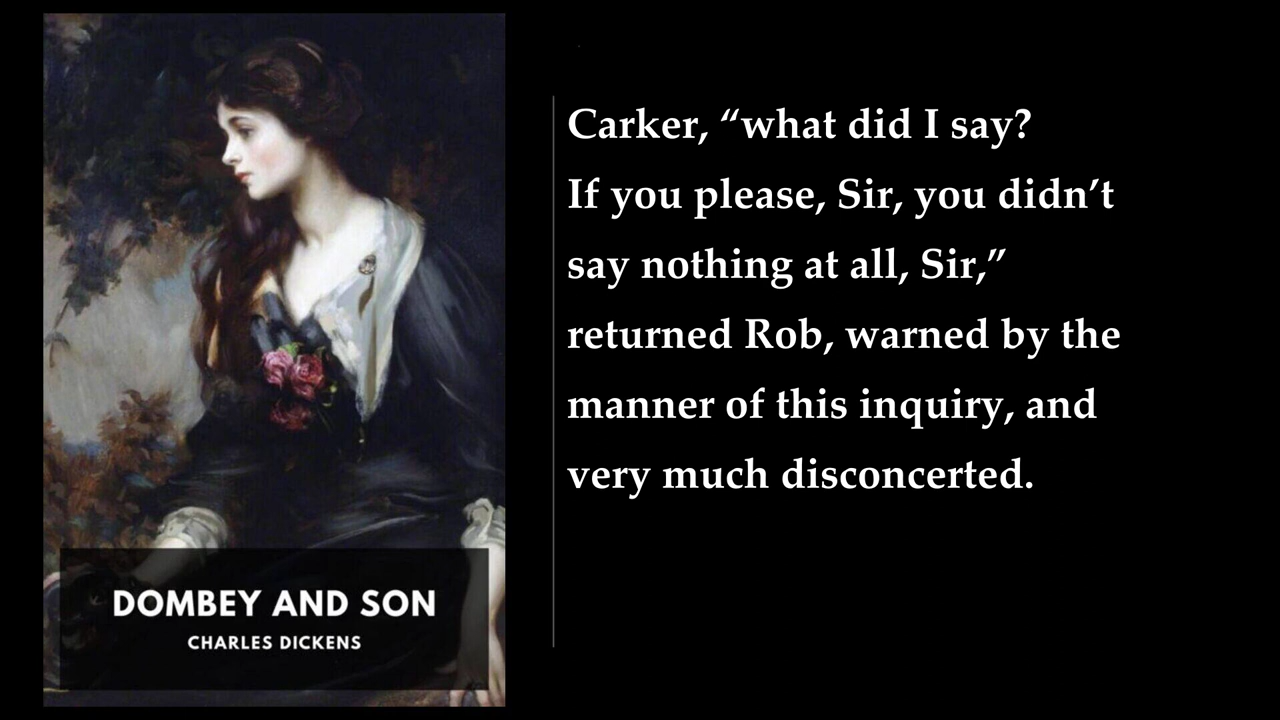 Carker, “what did I say?
If you please, Sir, you didn’t
say nothing at all, Sir,”
returned Rob, warned by the
manner of this inquiry, and
very much disconcerted.
DOMBEY AND SON
CHARLES DICKENS